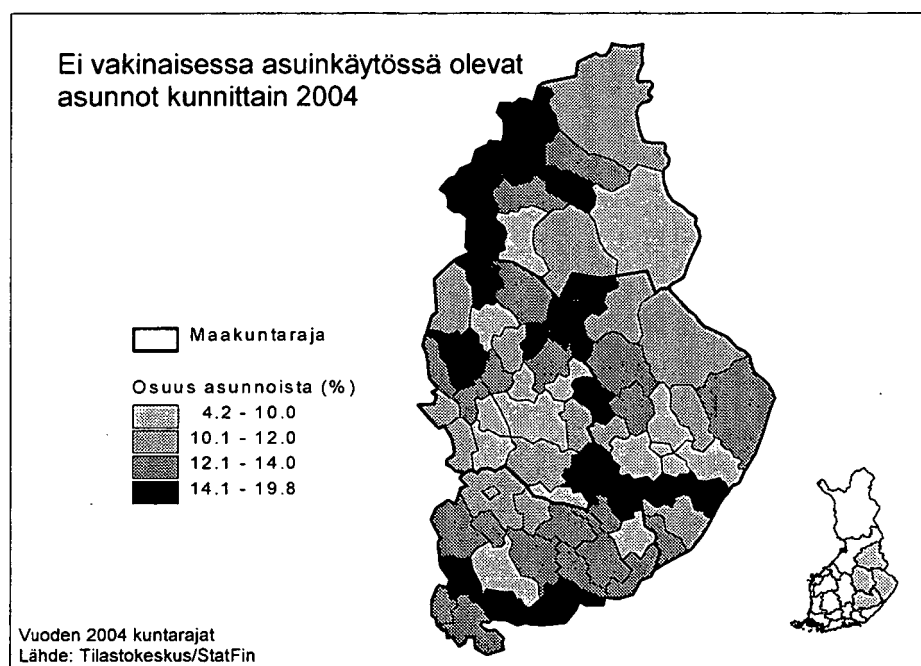 Ei vakinaisessa asuinkäytössä olevat
asunnot kunnittain 2004
Maakuntaraja
Osuus asunnoista (%)
4.2 - 10.0
10.1 - 12.0
12.1 - 14.0
14.1 - 19.8
Vuoden 2004 kuntarajat
Lähde: Tilastokeskus/StatFin